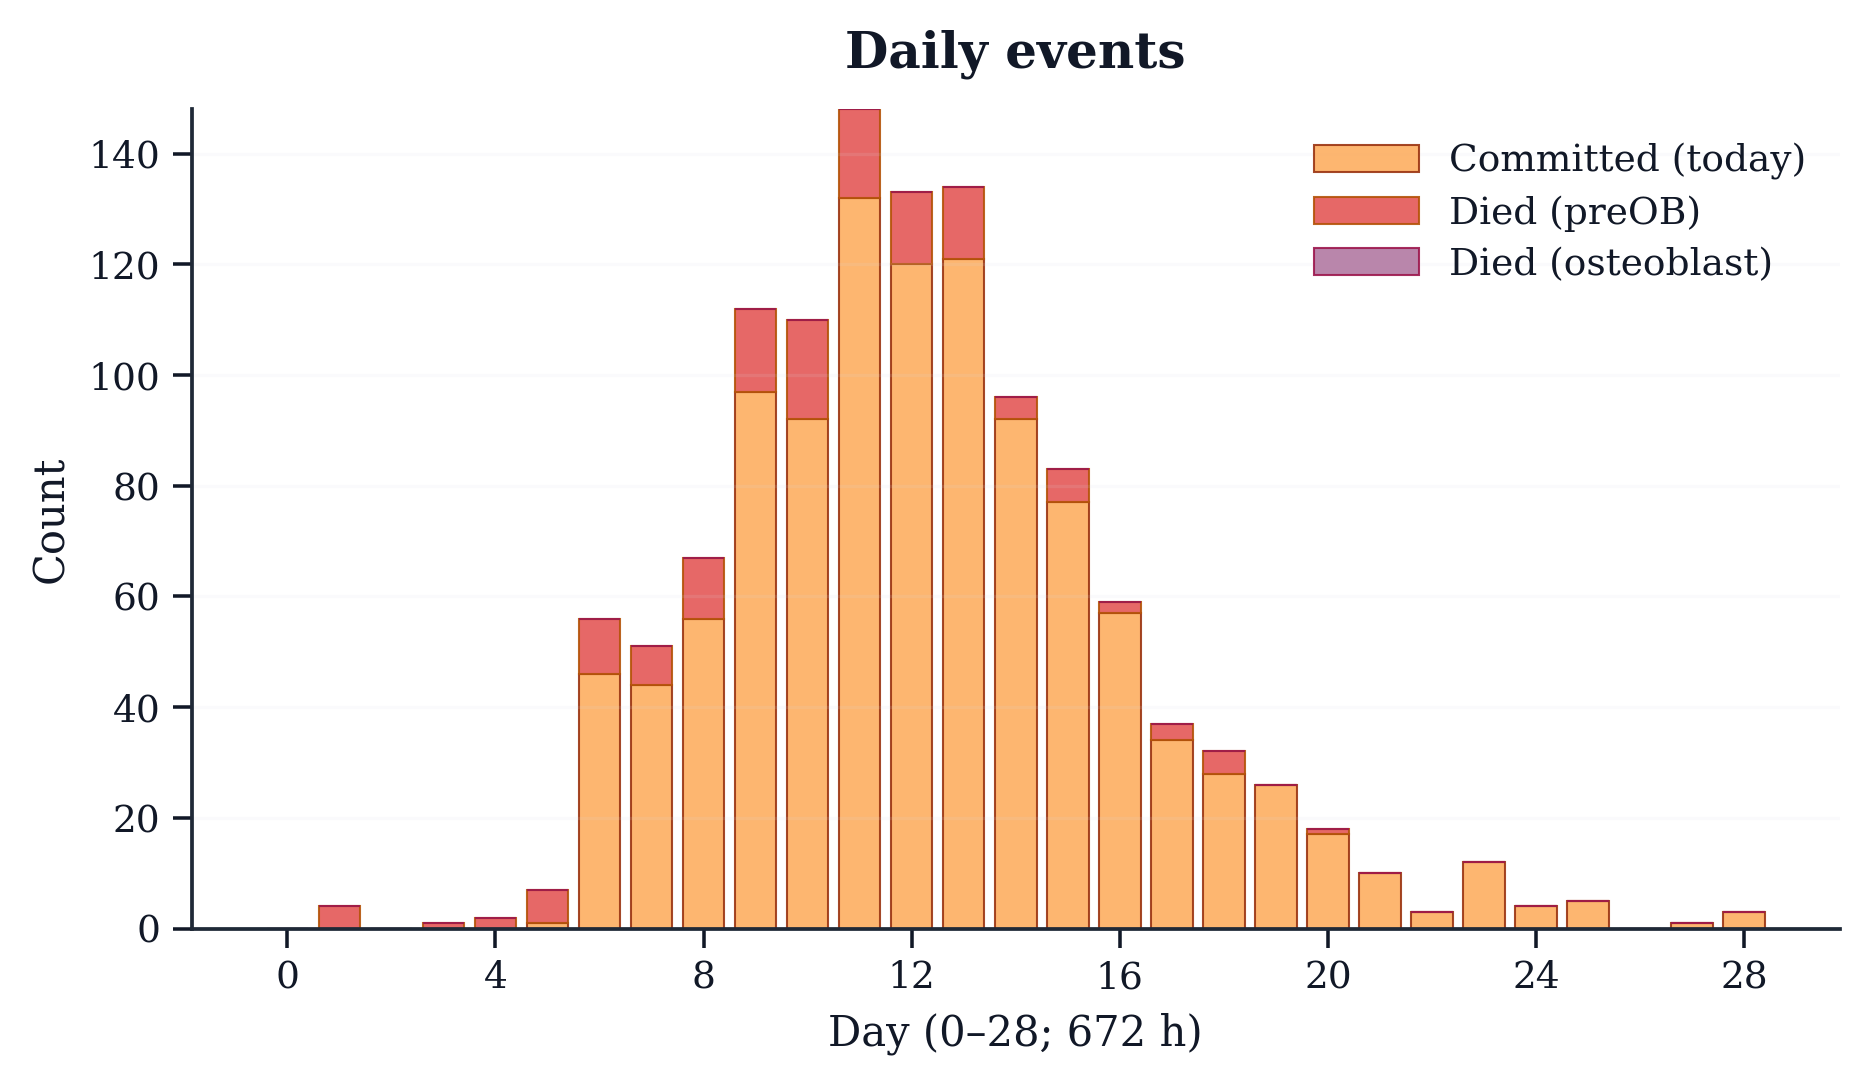 Daily events
140
120
100
80
60
40
20
0
Count
Committed (today)
Died (preOB)
Died (osteoblast)
0 4 8 12 16 20 24 28
Day (0–28; 672 h)